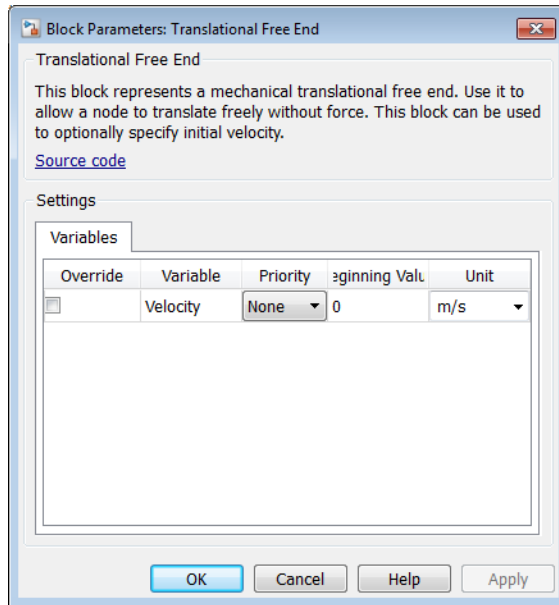 Block Parameters: Translational Free End
Translational Free End
This block represents a mechanical translational free end. Use it to
allow a node to translate freely without force. This block can be used
to optionally specify initial velocity.
Source code
Settings
Variables
Override Variable Priority eginning Valu Unit
Velocity None 0 m/s
OK Cancel Help Apply